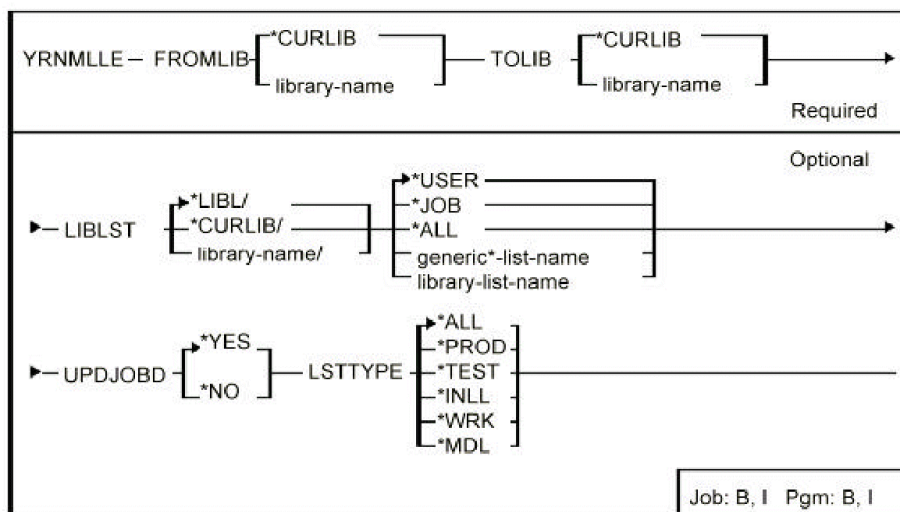 YRNMLLE FROMLIB *CURLIB TOLIB *CURLIB
library-name library-name
Required
Optional
LIBLST *LIBL/ *USER
*CURLIB/ *JOB
library-name/ *ALL
generic*-list-name
library-list-name
UPDJOBD *YES LSTTYPE *ALL
*NO *PROD
*TEST
*INLL
*WRK
*MDL
Job: B, I Pgm: B, I